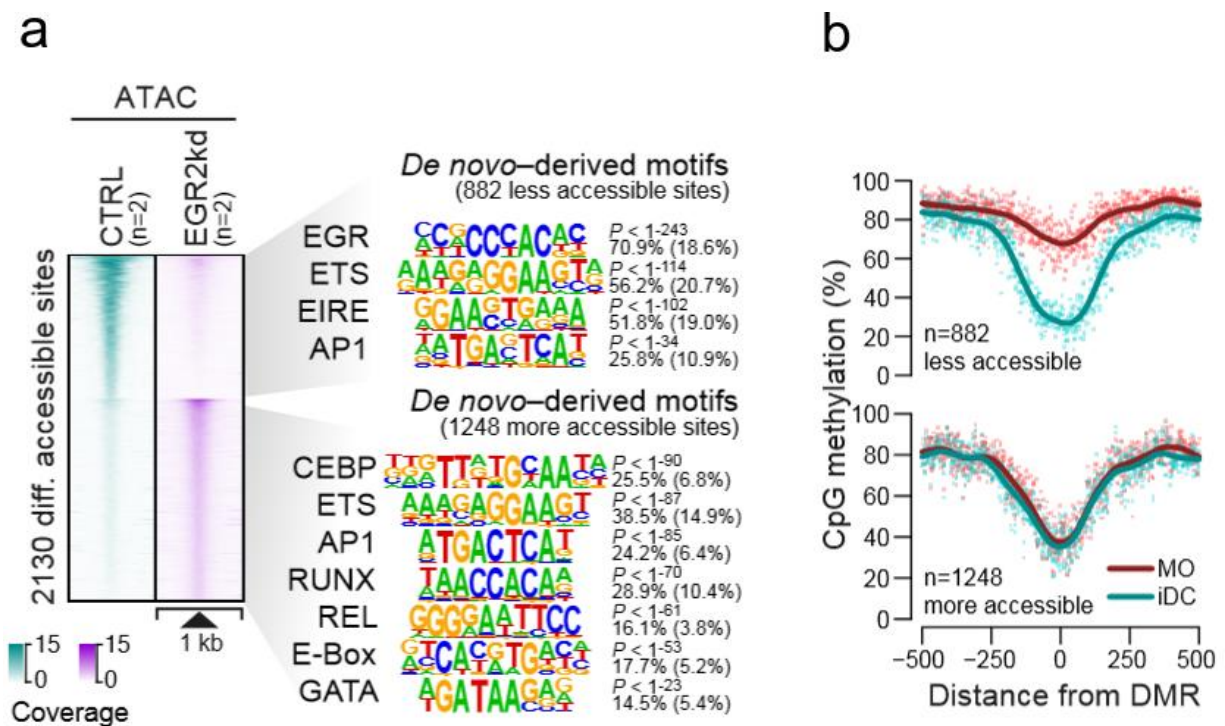 a
ATAC
CTRL
(n=2)
EGR2kd
(n=2)
2130 diff. accessible sites
1 kb
15
0
15
0
Coverage
De novo–derived motifs
(882 less accessible sites)
EGR
P < 1-243
70.9% (18.6%)
ETS
P < 1-114
56.2% (20.7%)
EIRE
P < 1-102
51.8% (19.0%)
AP1
P < 1-34
25.8% (10.9%)
De novo–derived motifs
(1248 more accessible sites)
CEBP
P < 1-90
25.5% (6.8%)
ETS
P < 1-87
38.5% (14.9%)
AP1
P < 1-85
24.2% (6.4%)
RUNX
P < 1-70
28.9% (10.4%)
REL
P < 1-61
16.1% (3.8%)
E-Box
P < 1-53
17.7% (5.2%)
GATA
P < 1-23
14.5% (5.4%)
b
CpG methylation (%)
100
80
60
40
20
0
n=882
less accessible
100
80
60
40
20
0
n=1248
more accessible
MO
iDC
−500 −250 0 250 500
Distance from DMR